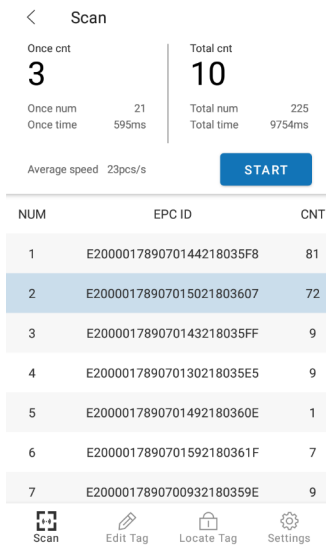 Scan
Once cnt
3
Once num 21
Once time 595ms
Total cnt
10
Total num 225
Total time 9754ms
Average speed 23pcs/s
START
NUM EPC ID CNT
1 E200001789070144218035F8 81
2 E20000178907015021803607 72
3 E200001789070143218035FF 9
4 E200001789070130218035E5 9
5 E2000017890701492180360E 1
6 E2000017890701592180361F 7
7 E2000017890700932180359E 9
Scan Edit Tag Locate Tag Settings